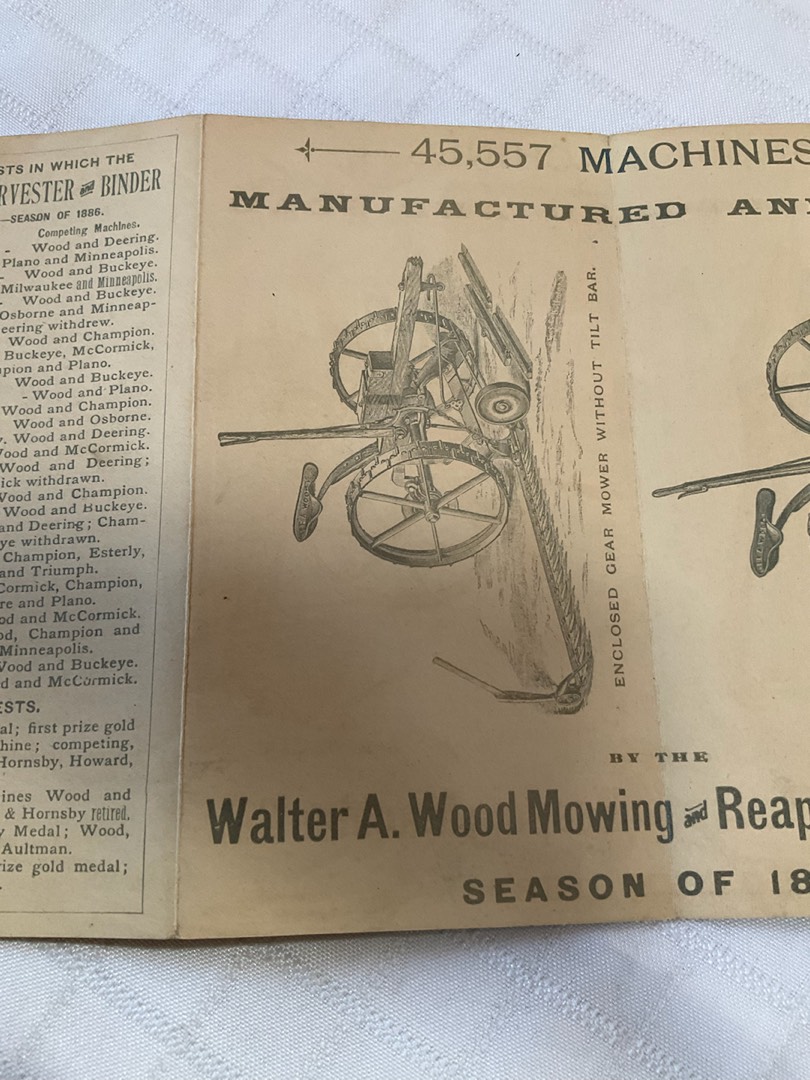 STS IN WHICH THE
RVESTER and BINDER
—SEASON OF 1886.
Competing Machines.
- Wood and Deering.
Plano and Minneapolis.
- Wood and Buckeye.
Milwaukee and Minneapolis.
- Wood and Buckeye.
Osborne and Minneap-
eering withdrew.
Wood and Champion.
Buckeye, McCormick,
pion and Plano.
Wood and Buckeye.
- Wood and Plano.
Wood and Champion.
Wood and Osborne.
Wood and Deering.
ood and McCormick.
Wood and Deering;
ick withdrawn.
Wood and Champion.
Wood and Buckeye.
and Deering; Cham-
ye withdrawn.
Champion, Esterly,
and Triumph.
Cormick, Champion,
re and Plano.
od and McCormick.
od, Champion and
Minneapolis.
Wood and Buckeye.
d and McCormick.
ESTS.
al; first prize gold
hine; competing,
Hornsby, Howard,
ines Wood and
& Hornsby retired.
y Medal; Wood,
Aultman.
ize gold medal;
45,557 MACHINES
MANUFACTURED AN
ENCLOSED GEAR MOWER WITHOUT TILT BAR.
BY THE
Walter A. Wood Mowing and Reap
SEASON OF 18